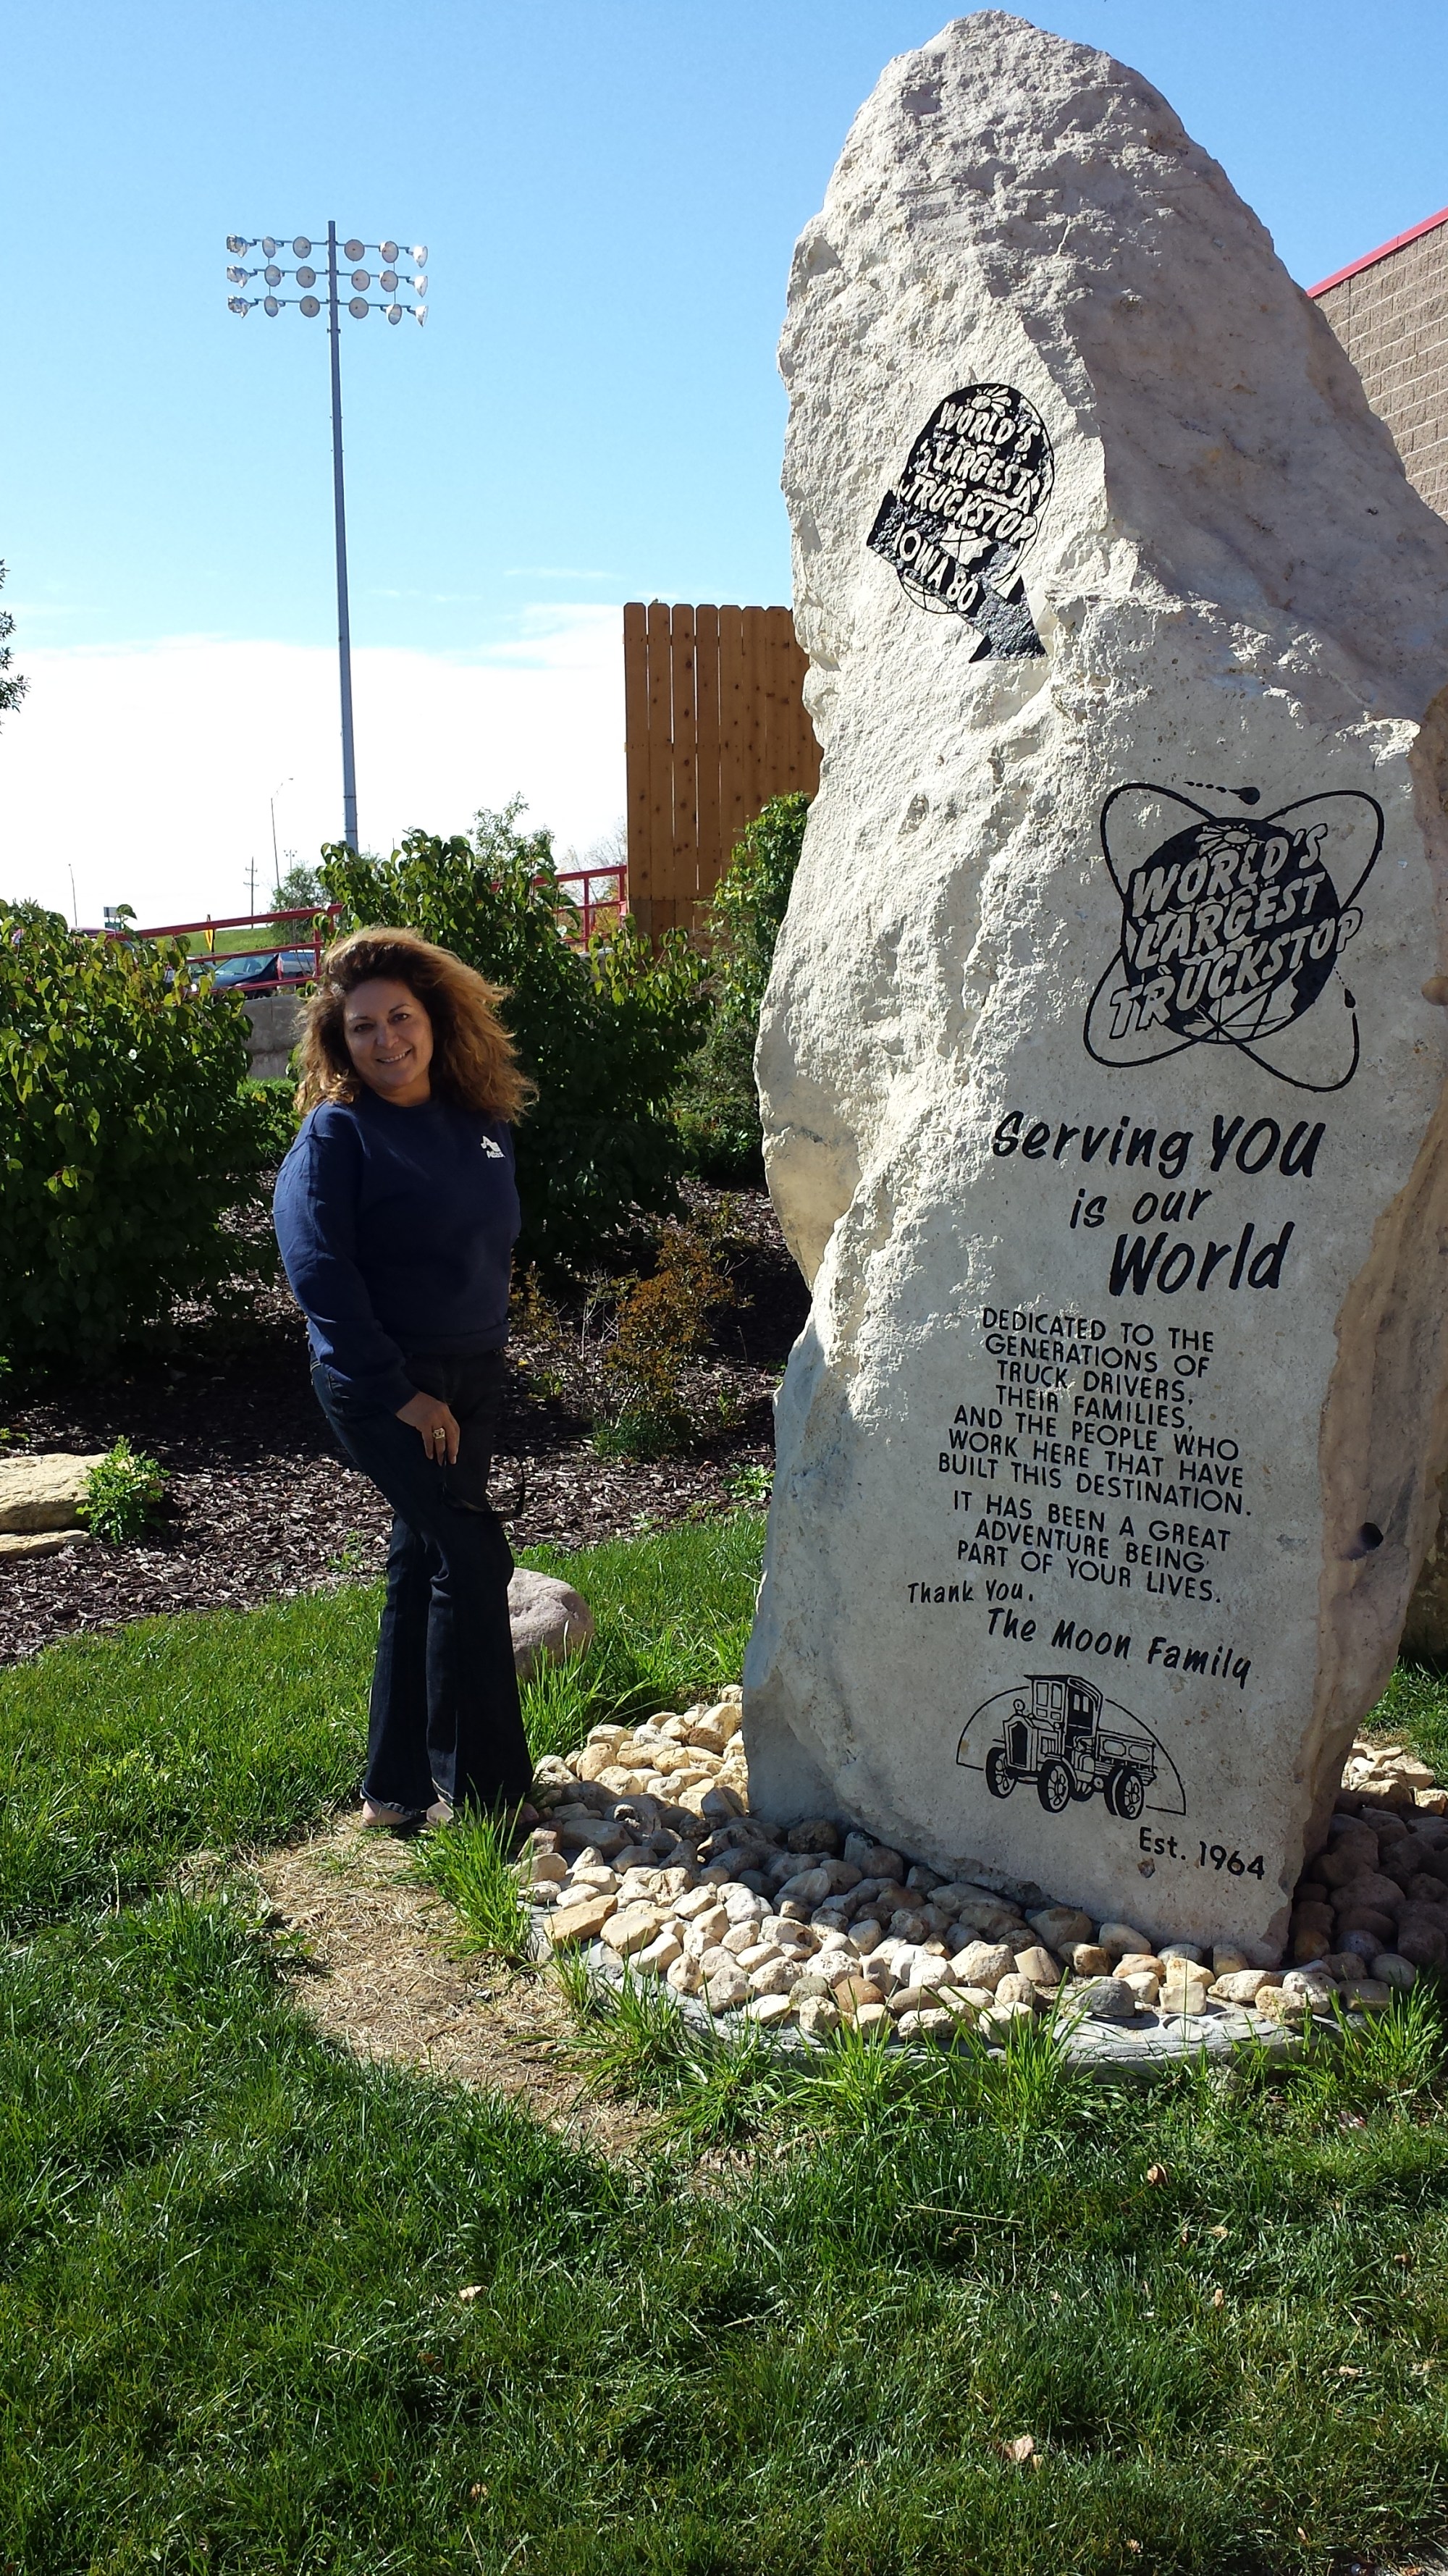 WORLD'S
LARGEST
TRUCKSTOP
IOWA 80
WORLD'S
LARGEST
TRUCKSTOP
Serving YOU
is our
World
DEDICATED TO THE
GENERATIONS OF
TRUCK DRIVERS,
THEIR FAMILIES,
AND THE PEOPLE WHO
WORK HERE THAT HAVE
BUILT THIS DESTINATION.
IT HAS BEEN A GREAT
ADVENTURE BEING
PART OF YOUR LIVES.
Thank You,
The Moon Family
Est. 1964